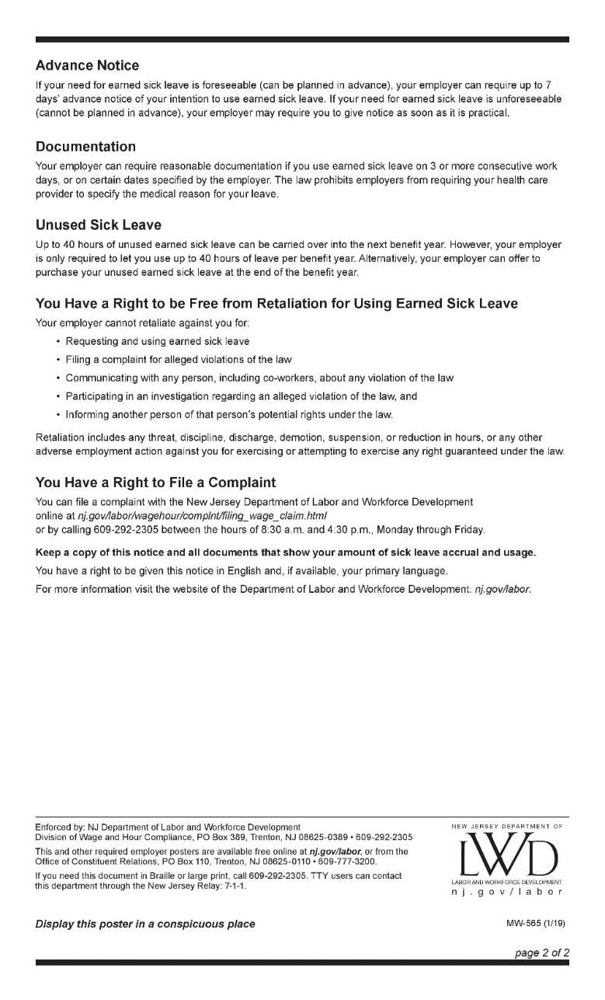 Advance Notice
If your need for earned sick leave is foreseeable (can be planned in advance), your employer can require up to 7
days’ advance notice of your intention to use earned sick leave. If your need for earned sick leave is unforeseeable
(cannot be planned in advance), your employer may require you to give notice as soon as it is practical.
Documentation
Your employer can require reasonable documentation if you use earned sick leave on 3 or more consecutive work
days, or on certain dates specified by the employer. The law prohibits employers from requiring your health care
provider to specify the medical reason for your leave.
Unused Sick Leave
Up to 40 hours of unused earned sick leave can be carried over into the next benefit year. However, your employer
is only required to let you use up to 40 hours of leave per benefit year. Alternatively, your employer can offer to
purchase your unused earned sick leave at the end of the benefit year.
You Have a Right to be Free from Retaliation for Using Earned Sick Leave
Your employer cannot retaliate against you for:
• Requesting and using earned sick leave
• Filing a complaint for alleged violations of the law
• Communicating with any person, including co-workers, about any violation of the law
• Participating in an investigation regarding an alleged violation of the law, and
• Informing another person of that person’s potential rights under the law.
Retaliation includes any threat, discipline, discharge, demotion, suspension, or reduction in hours, or any other
adverse employment action against you for exercising or attempting to exercise any right guaranteed under the law.
You Have a Right to File a Complaint
You can file a complaint with the New Jersey Department of Labor and Workforce Development
online at nj.gov/labor/wagehour/complnt/filing_wage_claim.html
or by calling 609-292-2305 between the hours of 8:30 a.m. and 4:30 p.m., Monday through Friday.
Keep a copy of this notice and all documents that show your amount of sick leave accrual and usage.
You have a right to be given this notice in English and, if available, your primary language.
For more information visit the website of the Department of Labor and Workforce Development: nj.gov/labor.
Enforced by: NJ Department of Labor and Workforce Development
Division of Wage and Hour Compliance, PO Box 389, Trenton, NJ 08625-0389 • 609-292-2305
This and other required employer posters are available free online at nj.gov/labor, or from the
Office of Constituent Relations, PO Box 110, Trenton, NJ 08625-0110 • 609-777-3200.
If you need this document in Braille or large print, call 609-292-2305. TTY users can contact
this department through the New Jersey Relay: 7-1-1.
NEW JERSEY DEPARTMENT OF
LWD
LABOR AND WORKFORCE DEVELOPMENT
nj.gov/labor
Display this poster in a conspicuous place
MW-565 (1/19)
page 2 of 2